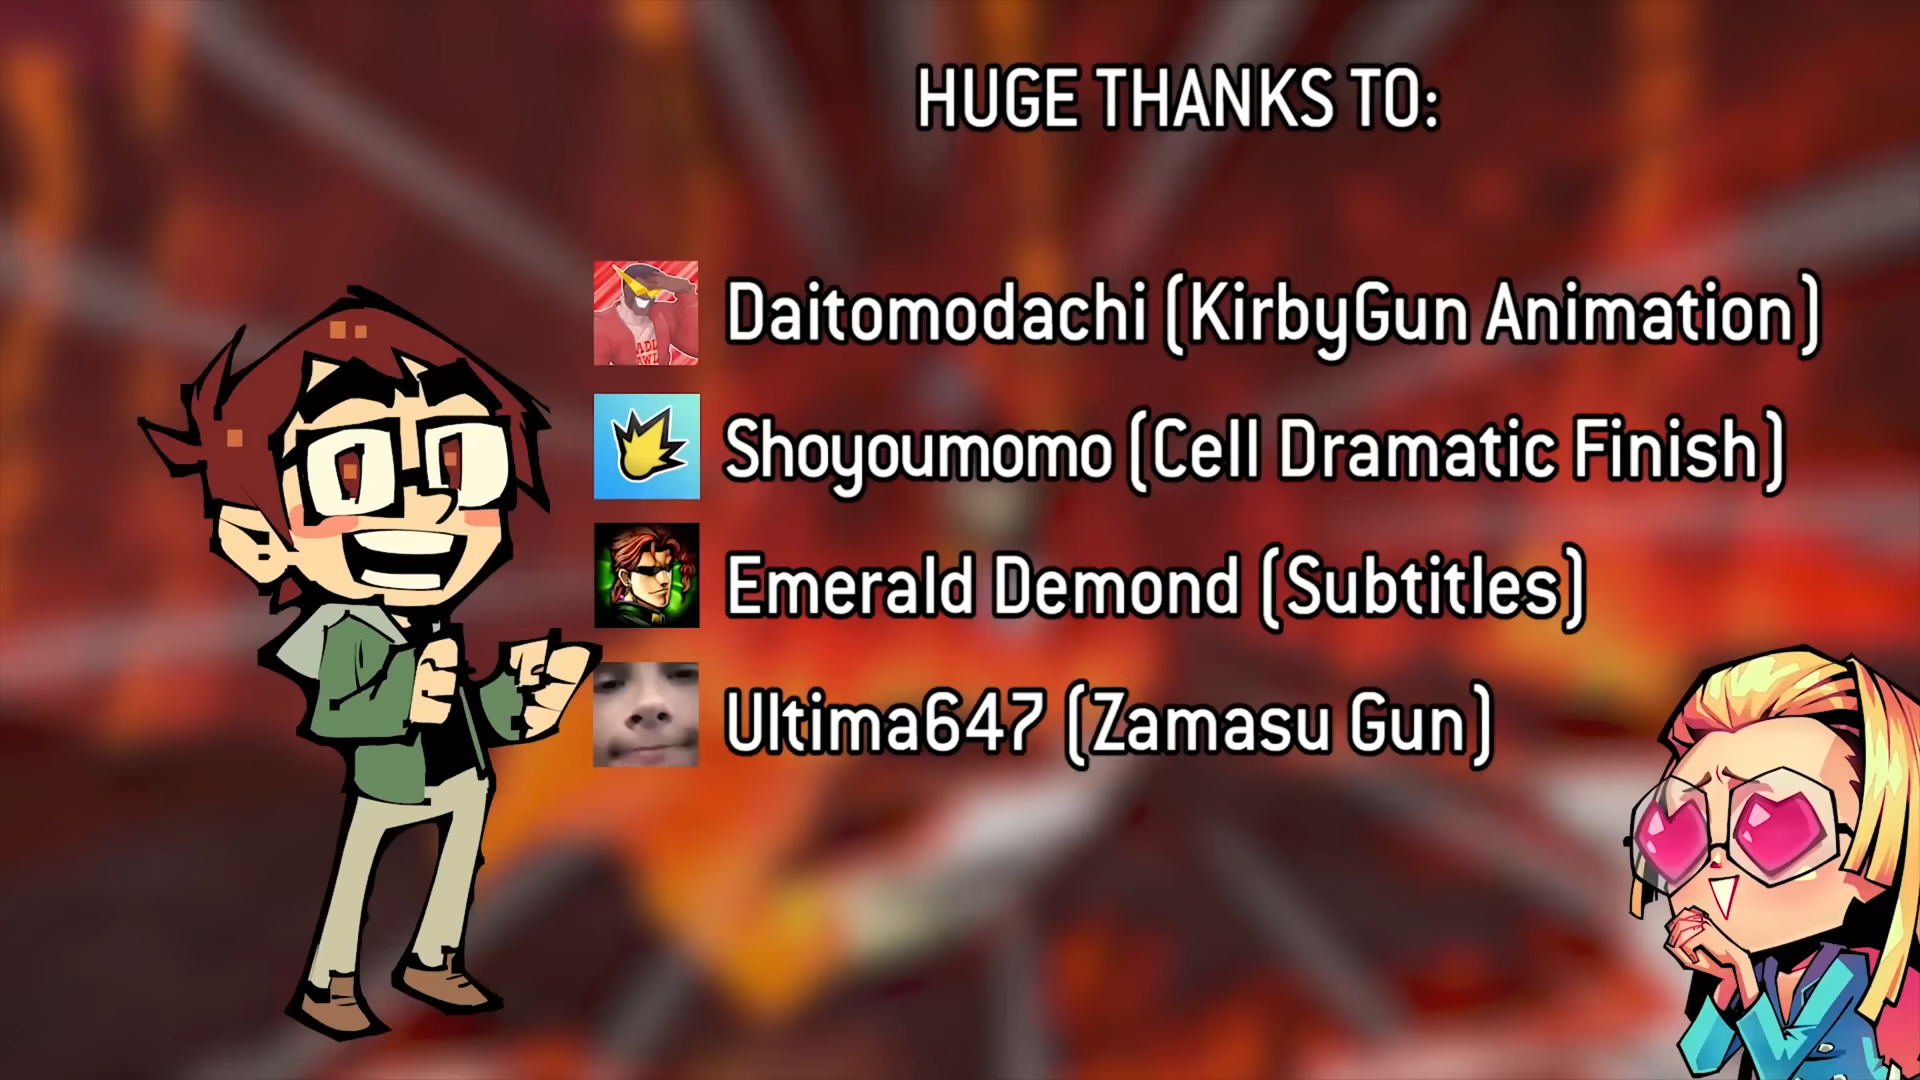 HUGE THANKS TO:
Daitomodachi (KirbyGun Animation)
Shoyoumomo (Cell Dramatic Finish)
Emerald Demond (Subtitles)
Ultima647 (Zamasu Gun)